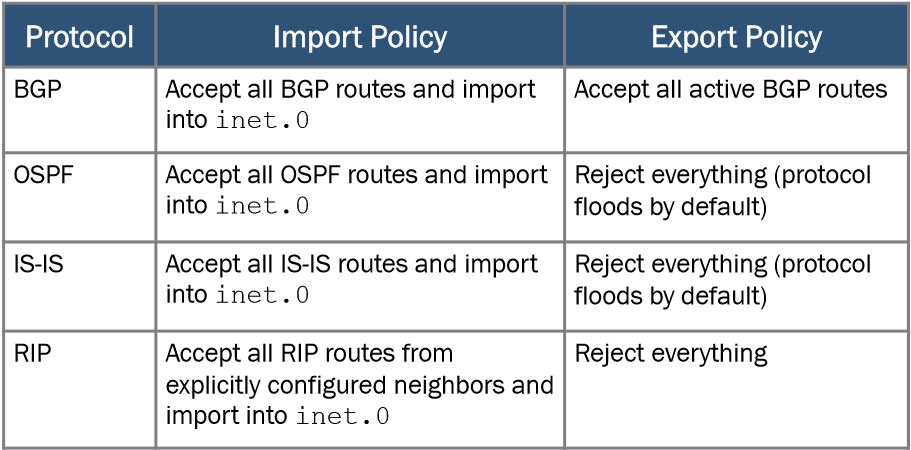 Protocol Import Policy Export Policy
BGP Accept all BGP routes and import Accept all active BGP routes
into inet.0
OSPF Accept all OSPF routes and import Reject everything (protocol
into inet.0 floods by default)
IS-IS Accept all IS-IS routes and import Reject everything (protocol
into inet.0 floods by default)
RIP Accept all RIP routes from Reject everything
explicitly configured neighbors and
import into inet.0